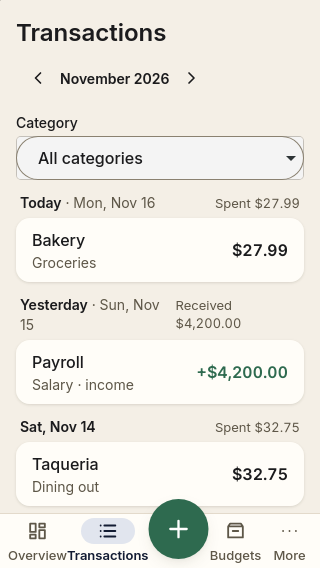 Transactions
November 2026
Category
All categories
Today · Mon, Nov 16 Spent $27.99
Bakery
Groceries
$27.99
Yesterday · Sun, Nov 15
Received $4,200.00
Payroll
Salary · income
+$4,200.00
Sat, Nov 14 Spent $32.75
Taqueria
Dining out
$32.75
Overview Transactions Budgets More